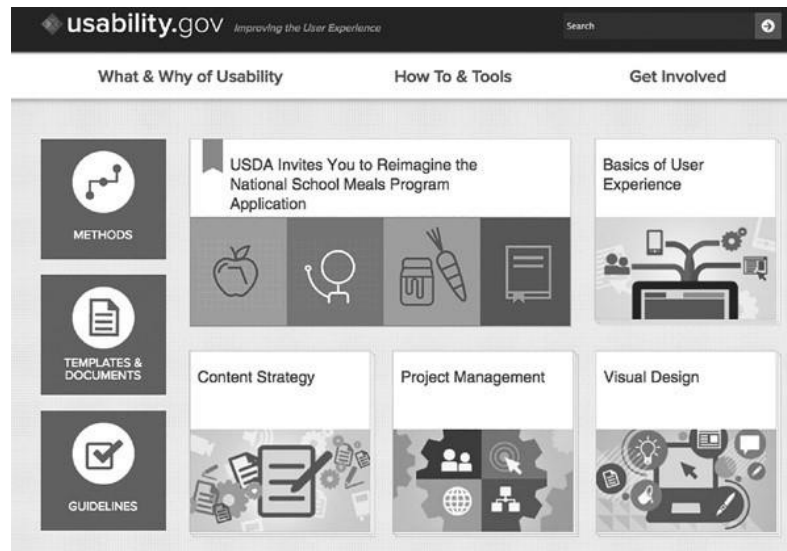 usability.gov Improving the User Experience
Search
What & Why of Usability
How To & Tools
Get Involved
METHODS
TEMPLATES &
DOCUMENTS
GUIDELINES
USDA Invites You to Reimagine the
National School Meals Program
Application
Basics of User
Experience
Content Strategy
Project Management
Visual Design